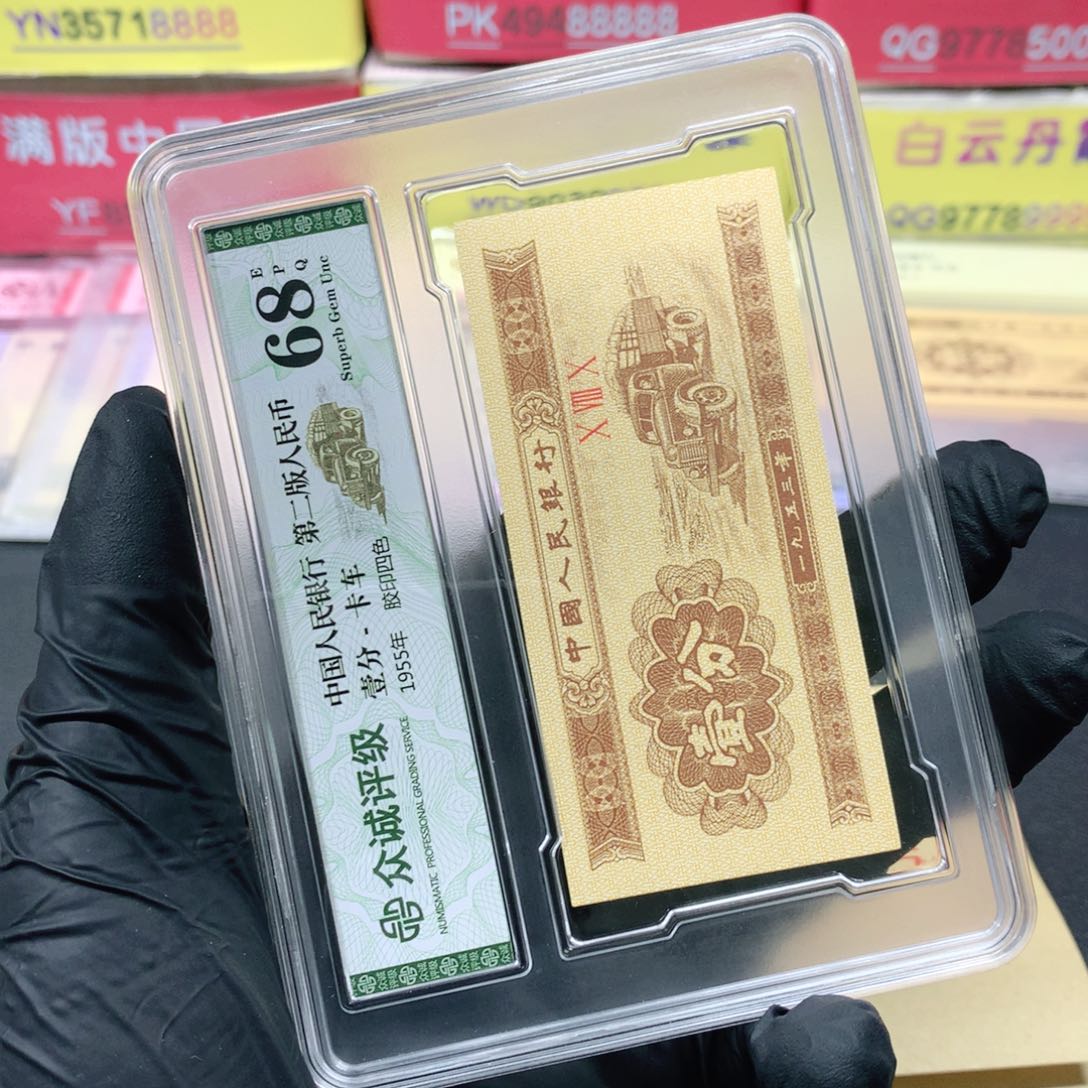 YN35718888
PK49488888
QG9778500
满版中
YF
白云丹
QG9778999
众诚评级
NUMISMATIC PROFESSIONAL GRADING SERVICE
中国人民银行 第二版人民币
壹分·卡车
1955年 胶印四色
68
EPQ
Superb Gem Unc
中國人民銀行
X VIII X
壹分
一九五三年